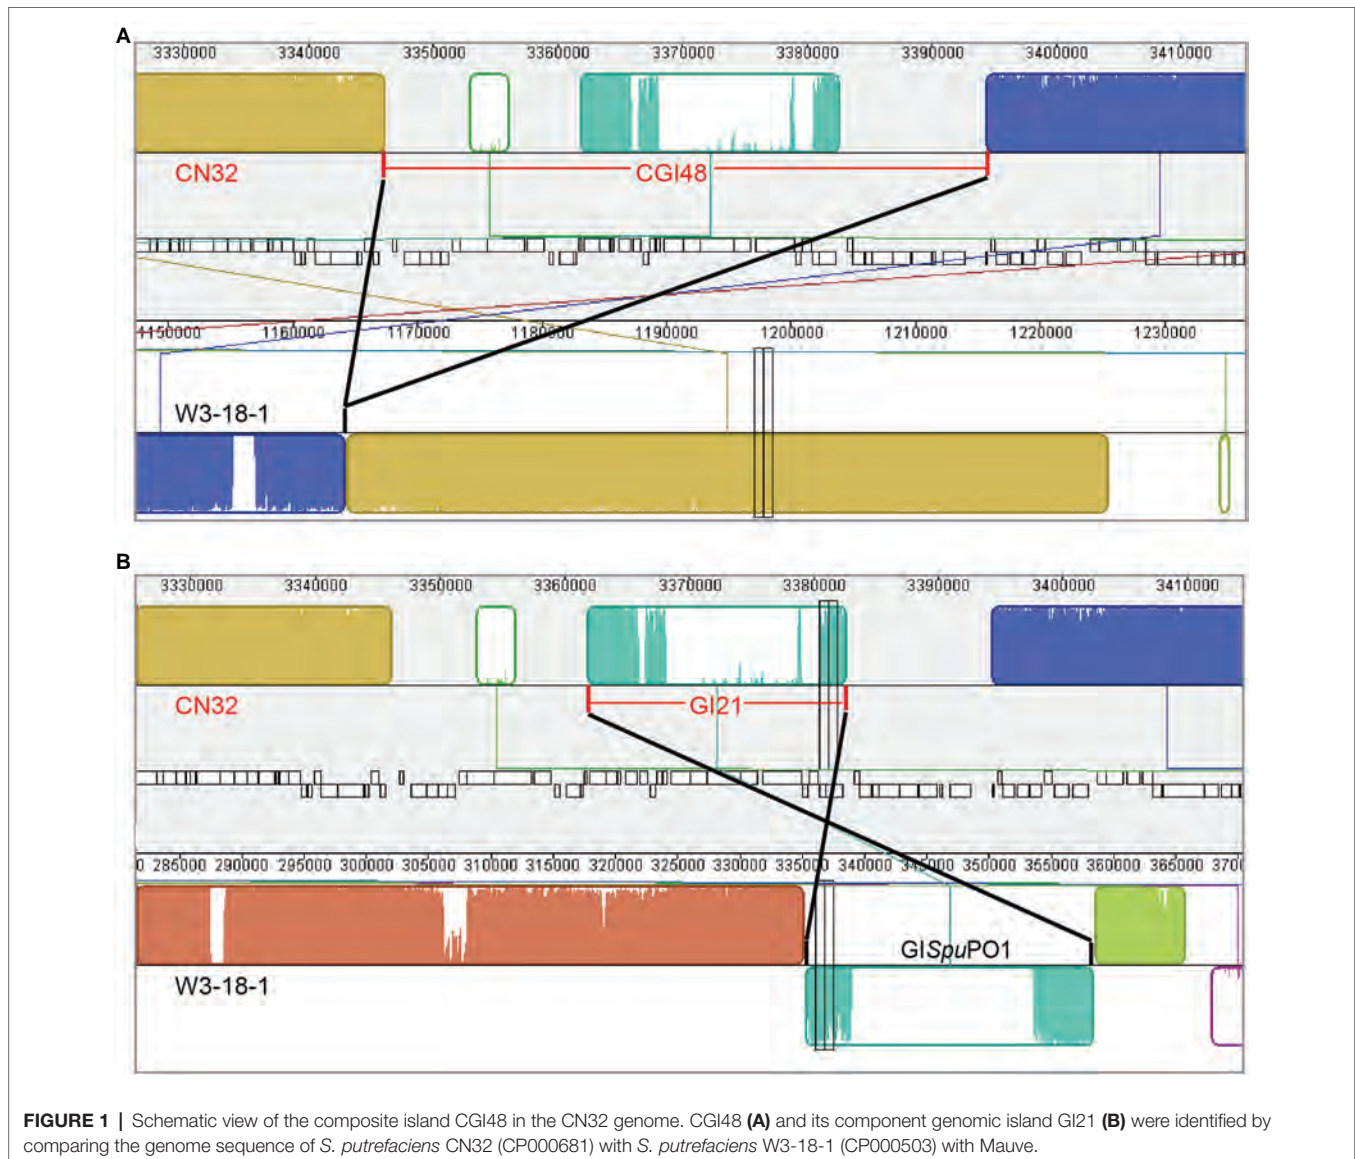 A
3330000 3340000 3350000 3360000 3370000 3380000 3390000 3400000 3410000
CN32 CGI48
1150000 1160000 1170000 1180000 1190000 1200000 1210000 1220000 1230000
W3-18-1
B
3330000 3340000 3350000 3360000 3370000 3380000 3390000 3400000 3410000
CN32 GI21
0 285000 290000 295000 300000 305000 310000 315000 320000 325000 330000 335000 340000 345000 350000 355000 360000 365000 3700
GISpuPO1
W3-18-1
FIGURE 1 | Schematic view of the composite island CGI48 in the CN32 genome. CGI48 (A) and its component genomic island GI21 (B) were identified by
comparing the genome sequence of S. putrefaciens CN32 (CP000681) with S. putrefaciens W3-18-1 (CP000503) with Mauve.